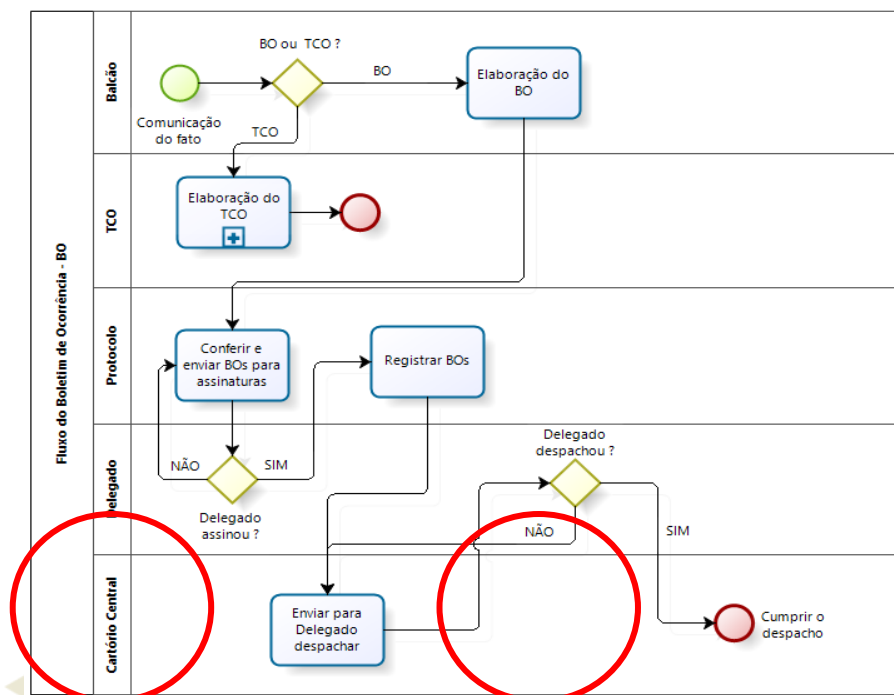 Fluxo do Boletim de Ocorrência - BO
Balcão
BO ou TCO ?
BO
Elaboração do
BO
Comunicação
do fato
TCO
TCO
Elaboração do
TCO
Protocolo
Conferir e
enviar BOs para
assinaturas
Registrar BOs
Delegado
NÃO
SIM
Delegado
assinou ?
Delegado
despachou ?
NÃO
SIM
Cartório Central
Enviar para
Delegado
despachar
Cumprir o
despacho